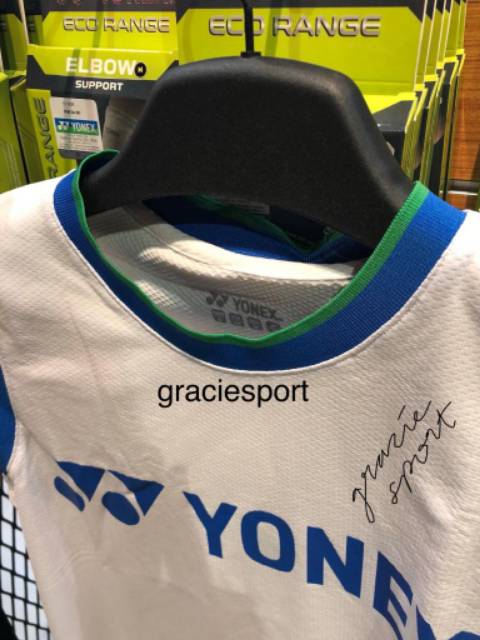 ECO RANGE
ECO RANGE
ELBOW M
SUPPORT
YONEX
RANGE
YONEX
graciesport
gracie
sport
YONEX